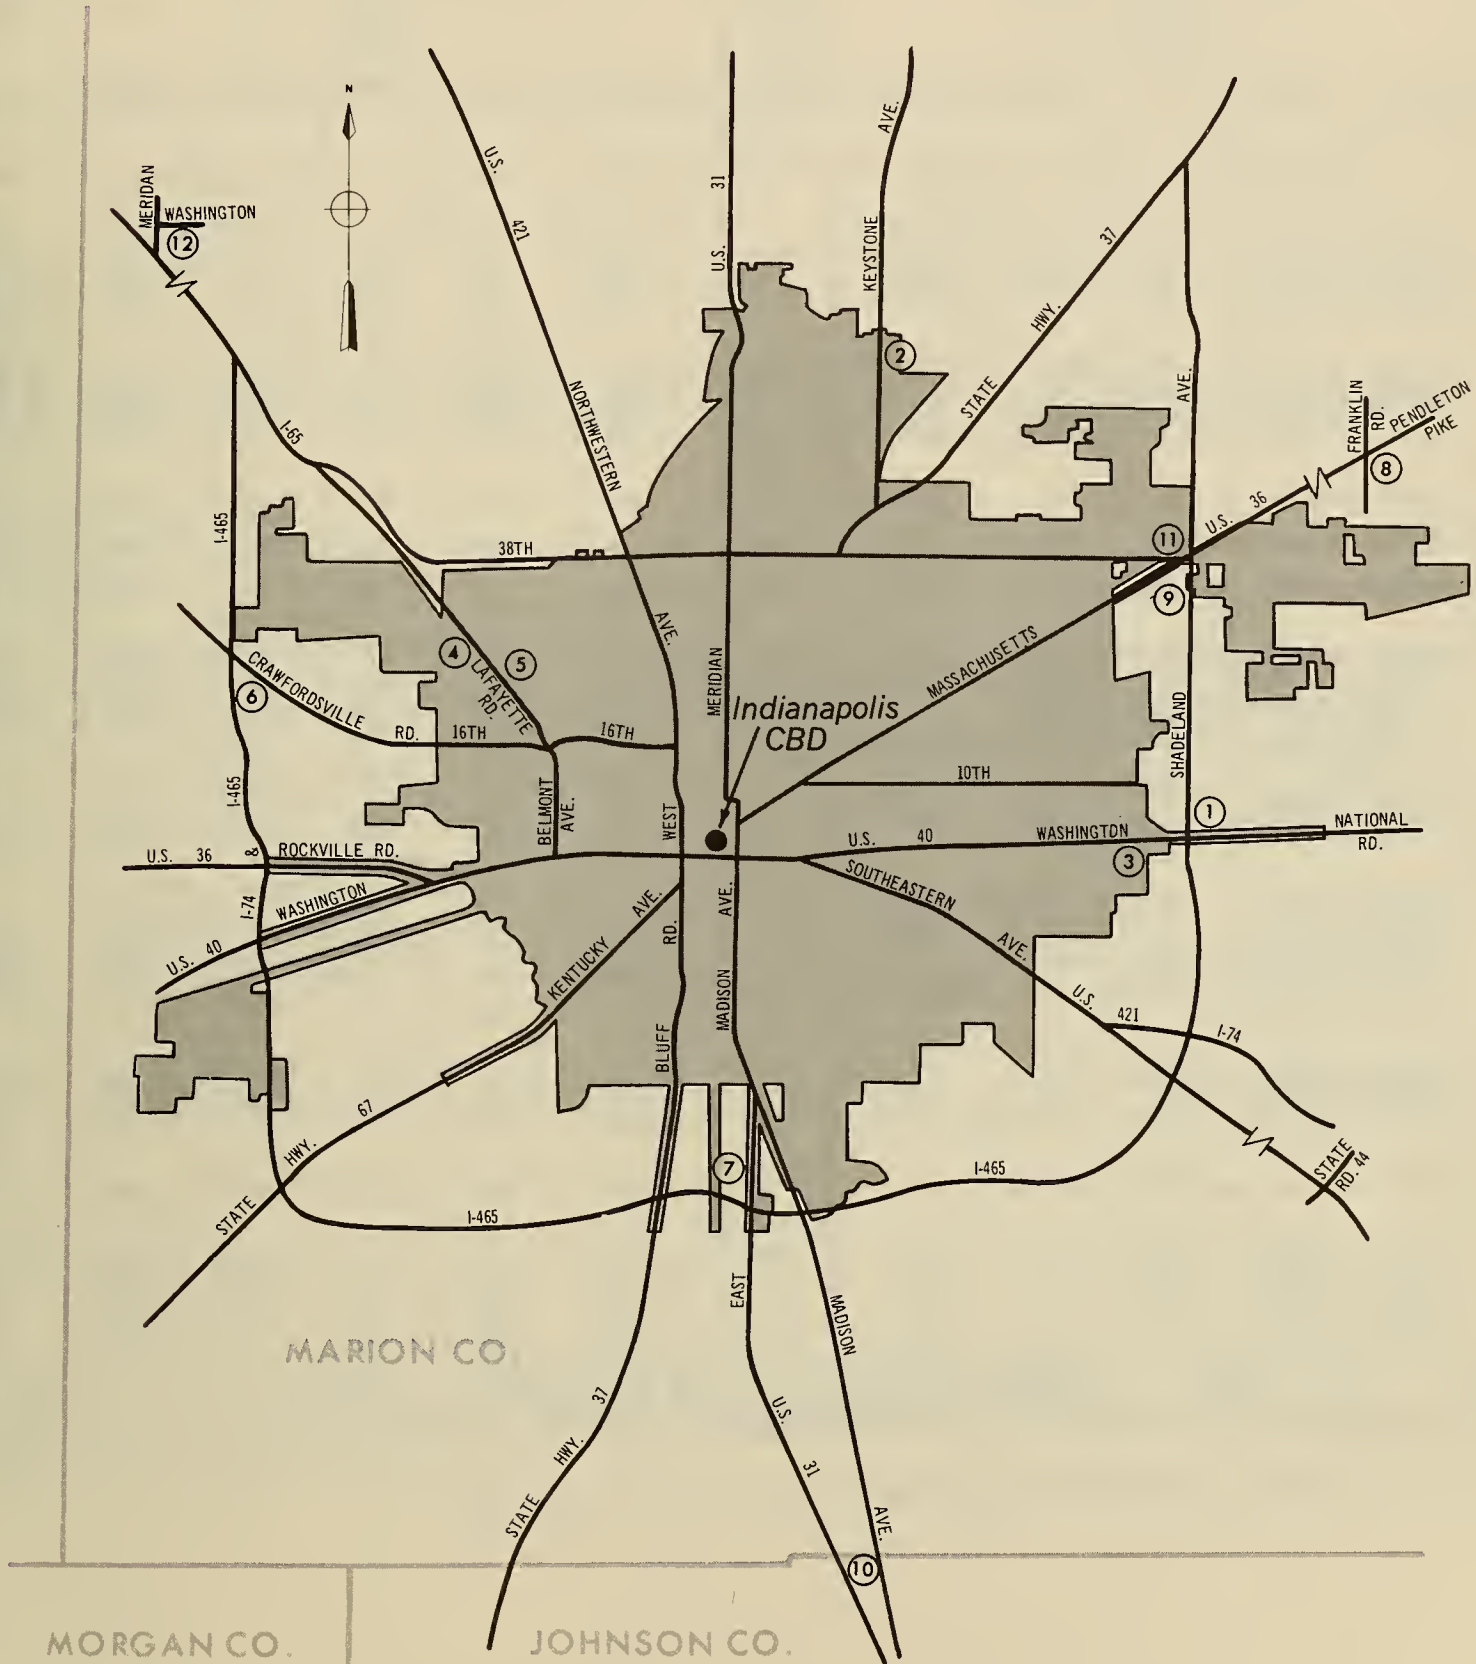 N
MERIDAN
WASHINGTON
12
U.S.
421
31
U.S.
AVE.
KEYSTONE
37
HWY.
STATE
2
AVE.
FRANKLIN
RD.
PENDLETON
PIKE
8
I-65
NORTHWESTERN
AVE.
I-465
38TH
U.S. 36
11
9
4
5
LAFAYETTE
RD.
CRAWFORDSVILLE
RD.
6
16TH
16TH
MERIDIAN
Indianapolis
CBD
MASSACHUSETTS
SHADELAND
10TH
I-465
BELMONT
AVE.
WEST
1
U.S. 40
WASHINGTON
NATIONAL
RD.
3
U.S. 36
&
ROCKVILLE RD.
I-74
WASHINGTON
U.S. 40
KENTUCKY
AVE.
RD.
AVE.
SOUTHEASTERN
AVE.
U.S.
421
I-74
MADISON
BLUFF
67
HWY.
STATE
7
I-465
I-465
STATE
RD. 44
EAST
MADISON
MARION CO.
37
HWY.
STATE
U.S.
31
AVE.
10
MORGAN CO.
JOHNSON CO.